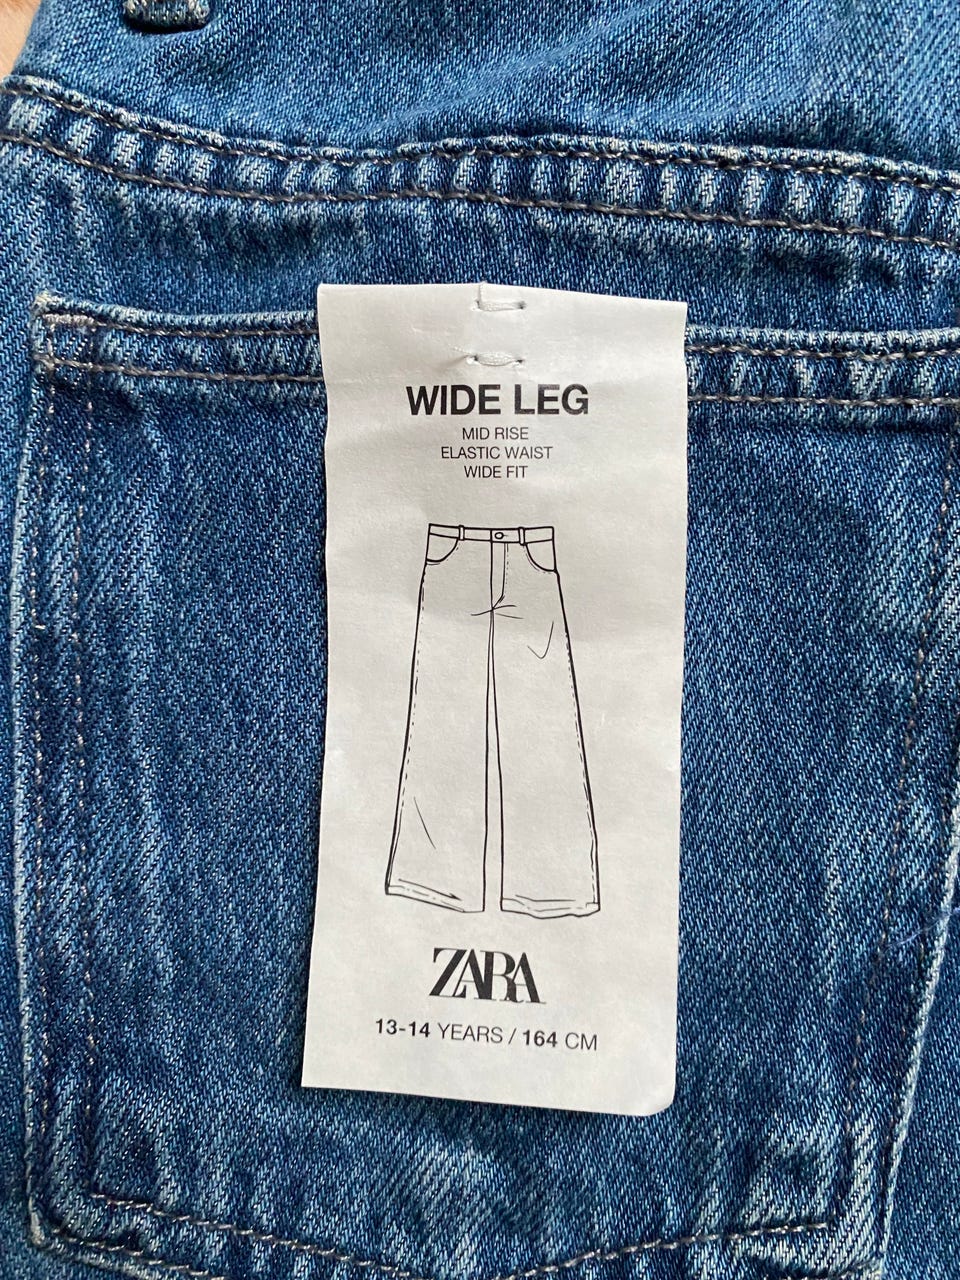 WIDE LEG
MID RISE
ELASTIC WAIST
WIDE FIT
ZARA
13-14 YEARS / 164 CM